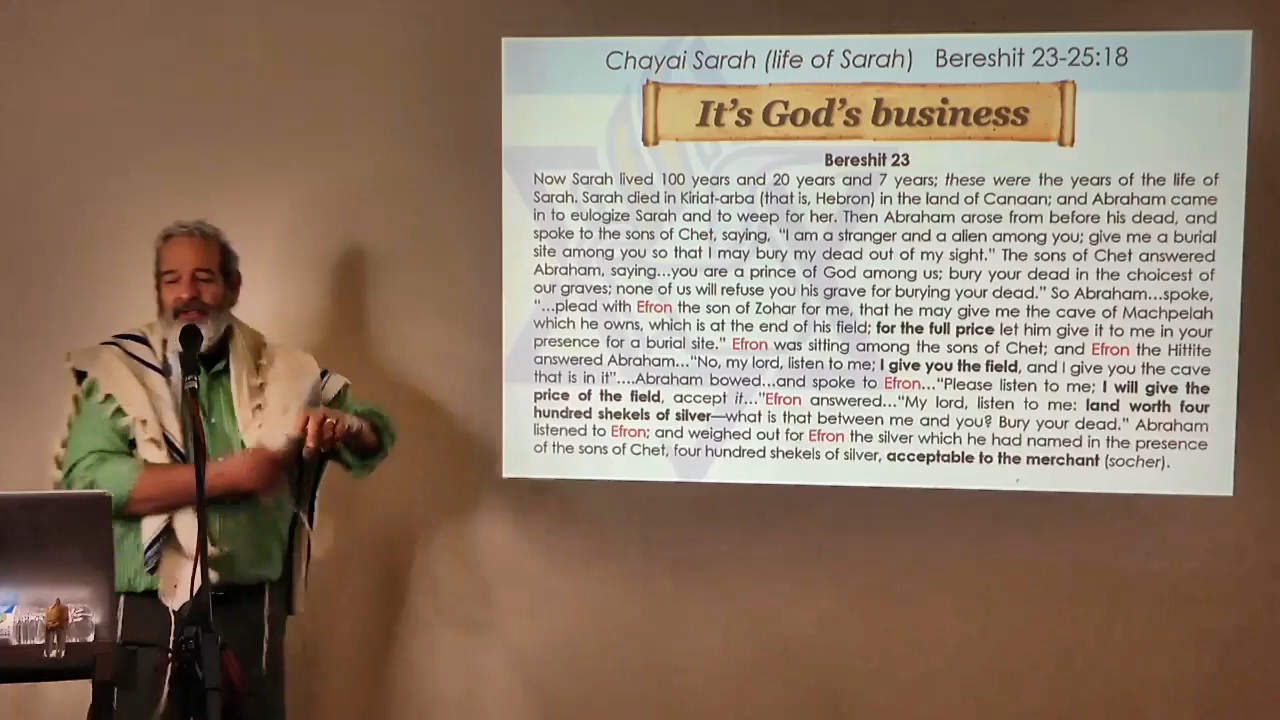 Chayai Sarah (life of Sarah) Bereshit 23-25:18
It's God's business
Bereshit 23
Now Sarah lived 100 years and 20 years and 7 years; these were the years of the life of
Sarah. Sarah died in Kiriat-arba (that is, Hebron) in the land of Canaan; and Abraham came
in to eulogize Sarah and to weep for her. Then Abraham arose from before his dead, and
spoke to the sons of Chet, saying, "I am a stranger and a alien among you; give me a burial
site among you so that I may bury my dead out of my sight." The sons of Chet answered
Abraham, saying...you are a prince of God among us; bury your dead in the choicest of
our graves; none of us will refuse you his grave for burying your dead." So Abraham...spoke,
"...plead with Efron the son of Zohar for me, that he may give me the cave of Machpelah
which he owns, which is at the end of his field; for the full price let him give it to me in your
presence for a burial site." Efron was sitting among the sons of Chet; and Efron the Hittite
answered Abraham..."No, my lord, listen to me; I give you the field, and I give you the cave
that is in it"....Abraham bowed...and spoke to Efron..."Please listen to me; I will give the
price of the field, accept it..."Efron answered..."My lord, listen to me: land worth four
hundred shekels of silver—what is that between me and you? Bury your dead." Abraham
listened to Efron; and weighed out for Efron the silver which he had named in the presence
of the sons of Chet, four hundred shekels of silver, acceptable to the merchant (socher).